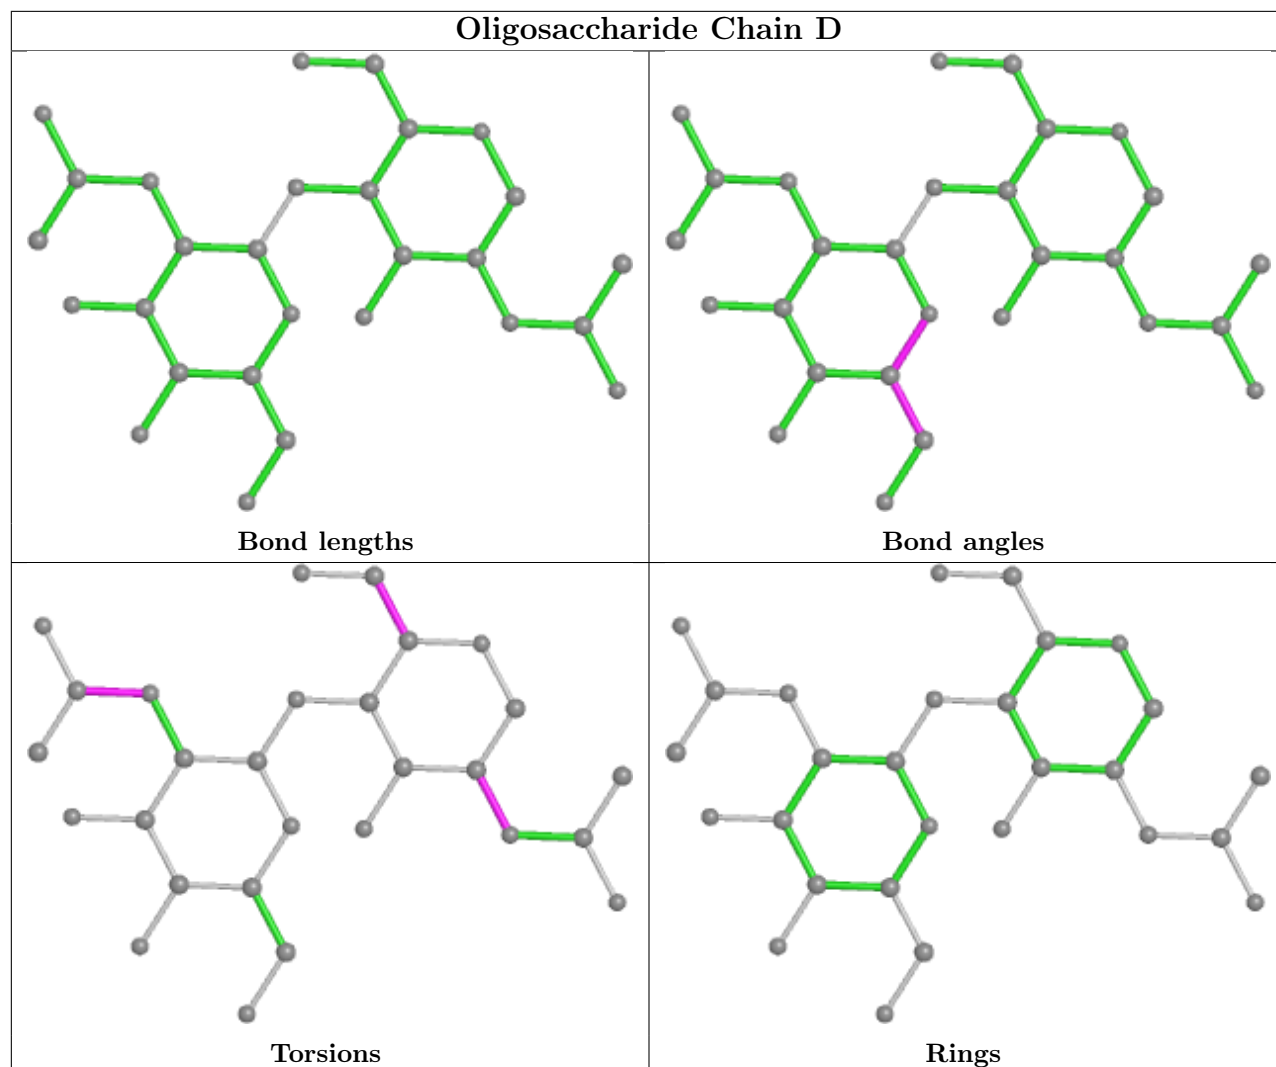 Oligosaccharide Chain D
Bond lengths
Bond angles
Torsions
Rings